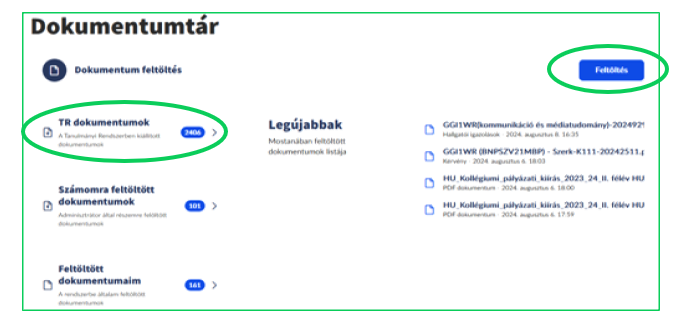 Dokumentumtár
Dokumentum feltöltés
Feltöltés
TR dokumentumok
A Tanulmányi Rendszerben kiállított
dokumentumok
2406
Számomra feltöltött
dokumentumok
Adminisztrátor által részemre feltöltött
dokumentumok
101
Feltöltött
dokumentumaim
A rendszerbe általam feltöltött
dokumentumok
161
Legújabbak
Mostanában feltöltött
dokumentumok listája
GGI1WR(kommunikáció és médiatudomány)-2024929
Hallgatói igazolások · 2024. augusztus 8. 16:35
GGI1WR (BNPSZV21MBP) - Szerk-K111-20242511.p
Kérvény · 2024. augusztus 6. 18:03
HU_Kollégiumi_pályázati_kiírás_2023_24_II. félév HU
PDF dokumentum · 2024. augusztus 6. 18:00
HU_Kollégiumi_pályázati_kiírás_2023_24_II. félév HU
PDF dokumentum · 2024. augusztus 6. 17:59